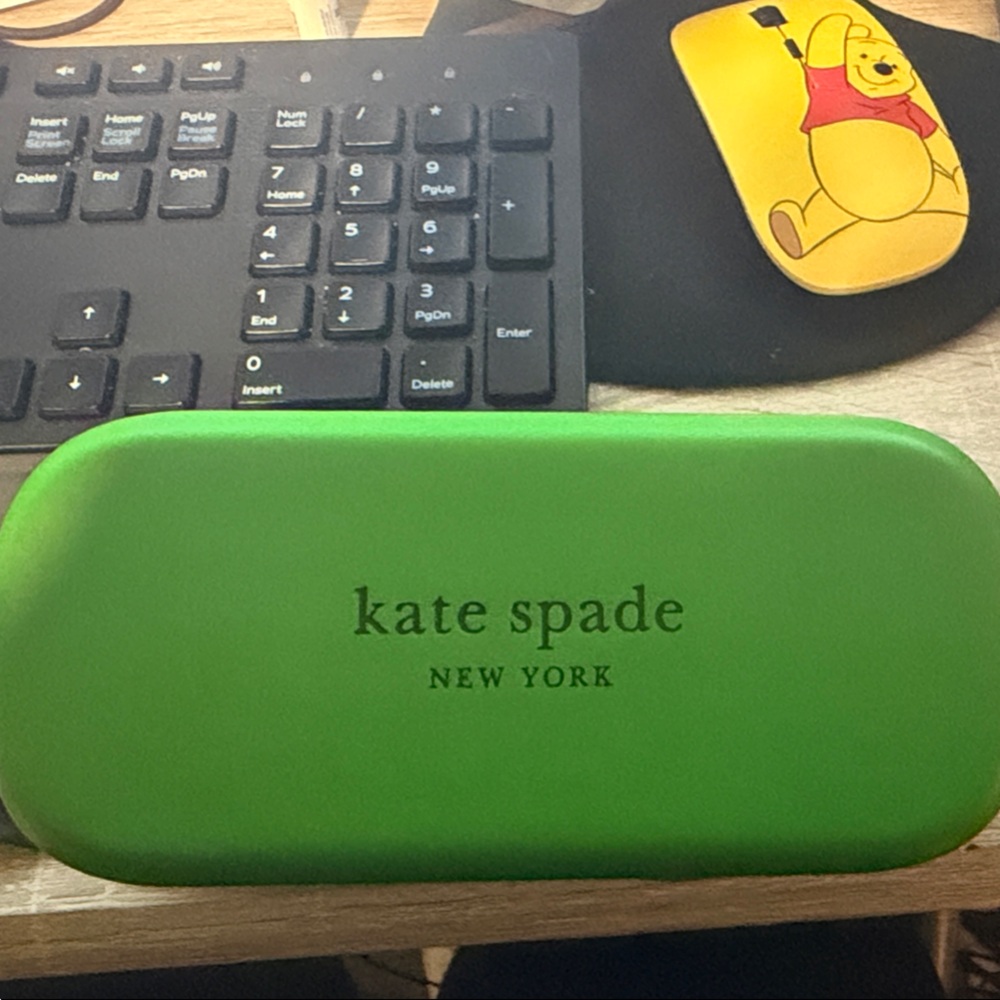 Insert
Print
Screen
Home
Scroll
Lock
PgUp
Pause
Break
Num
Lock
/
*
-
Delete
End
PgDn
7
Home
8
↑
9
PgUp
+
4
←
5
6
→
1
End
2
↓
3
PgDn
Enter
↑
↓
→
0
Insert
.
Delete
kate spade
NEW YORK